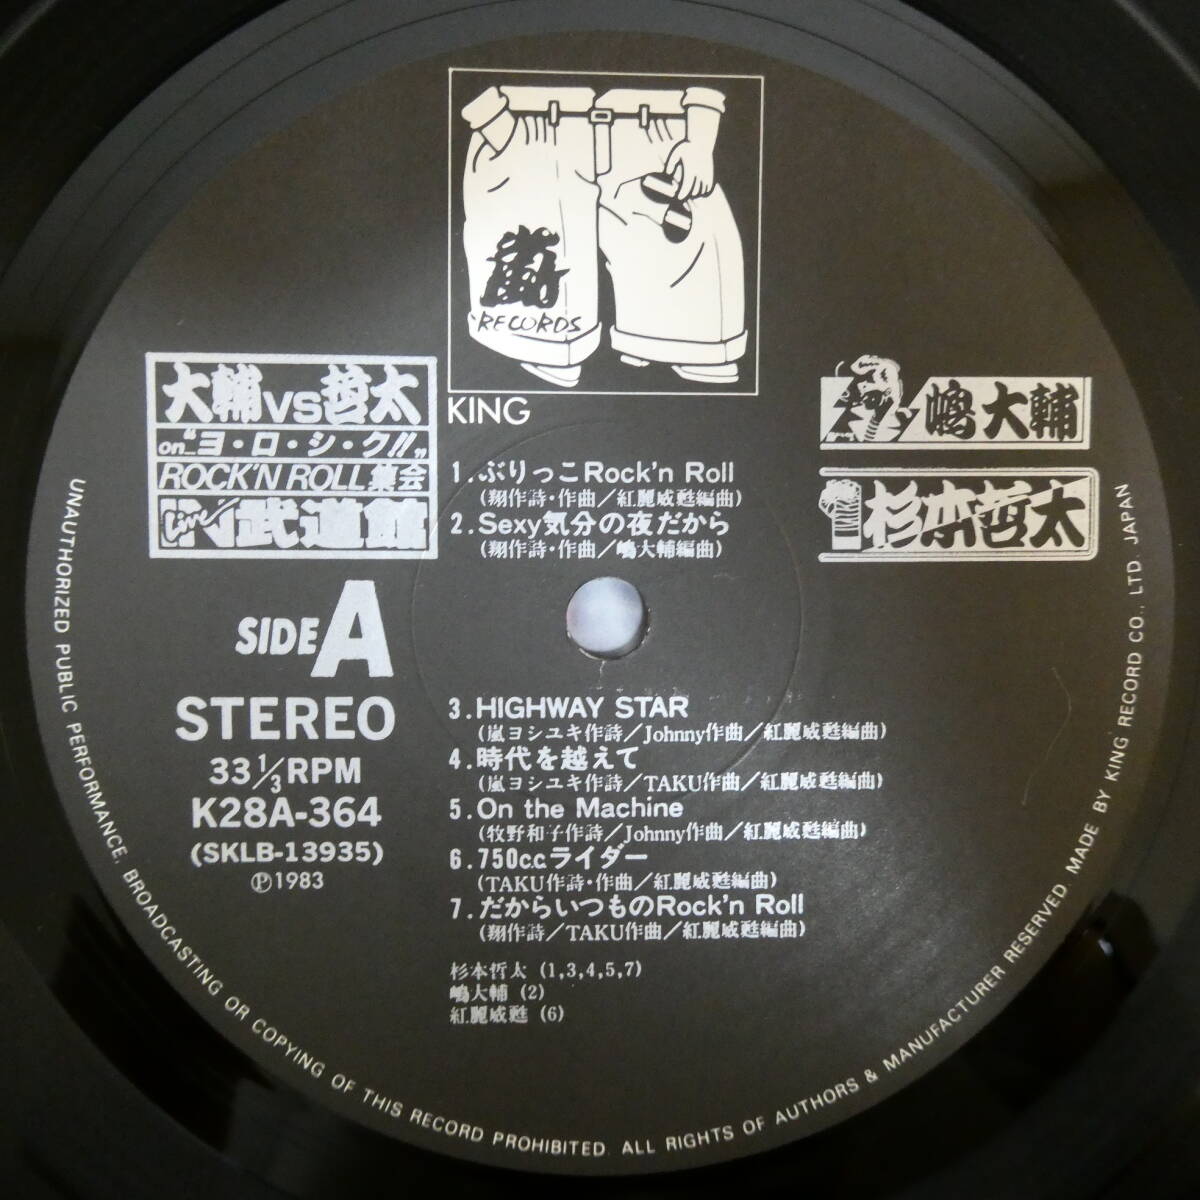 嵐
RECORDS
KING
大輔VS哲太
on“ヨ・ロ・シ・ク!!„
ROCK'N ROLL集会
Live 武道館
嶋大輔
杉本哲太
1.ぶりっこRock'n Roll
(翔作詩・作曲/紅麗威甦編曲)
2.Sexy気分の夜だから
(翔作詩・作曲/嶋大輔編曲)
SIDE A
STEREO
33 1/3 RPM
K28A-364
(SKLB-13935)
Ⓟ1983
3.HIGHWAY STAR
(嵐ヨシユキ作詩/Johnny作曲/紅麗威甦編曲)
4.時代を越えて
(嵐ヨシユキ作詩/TAKU作曲/紅麗威甦編曲)
5.On the Machine
(牧野和子作詩/Johnny作曲/紅麗威甦編曲)
6.750c.c.ライダー
(TAKU作詩・作曲/紅麗威甦編曲)
7.だからいつものRock'n Roll
(翔作詩/TAKU作曲/紅麗威甦編曲)
杉本哲太 (1,3,4,5,7)
嶋大輔 (2)
紅麗威甦 (6)
UNAUTHORIZED PUBLIC PERFORMANCE, BROADCASTING OR COPYING OF THIS RECORD PROHIBITED. ALL RIGHTS OF AUTHORS & MANUFACTURER RESERVED. MADE BY KING RECORD CO., LTD. JAPAN